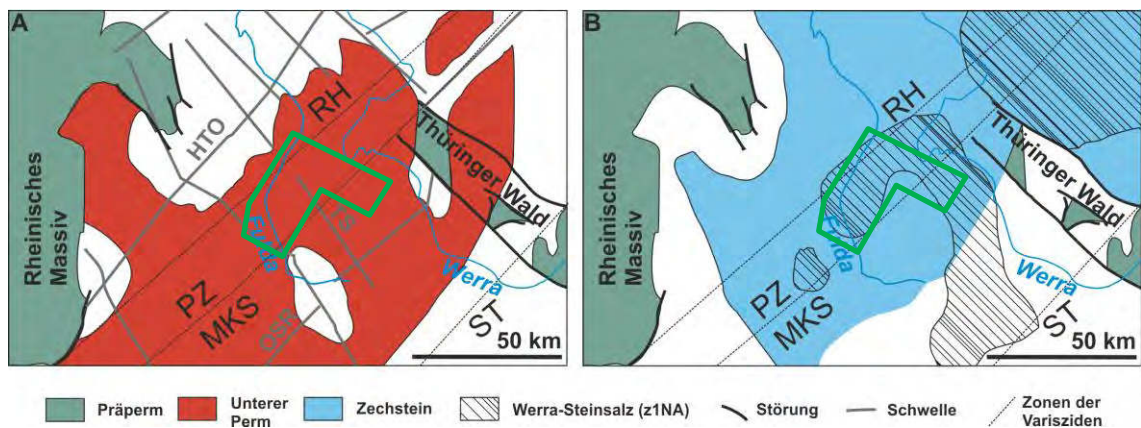 A
Rheinisches
Massiv
HTO
RH
Thüringer Wald
Fulda
Werra
PZ
MKS
OSR
ST
50 km
B
Rheinisches
Massiv
RH
Thüringer Wald
Fulda
Werra
PZ
MKS
ST
50 km
Präperm
Unterer
Perm
Zechstein
Werra-Steinsalz (z1NA)
Störung
Schwelle
Zonen der
Varisziden